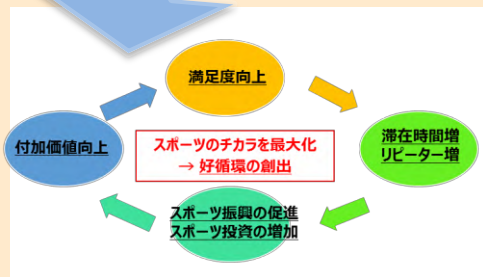 満足度向上
付加価値向上
スポーツのチカラを最大化
→ 好循環の創出
滞在時間増
リピーター増
スポーツ振興の促進
スポーツ投資の増加